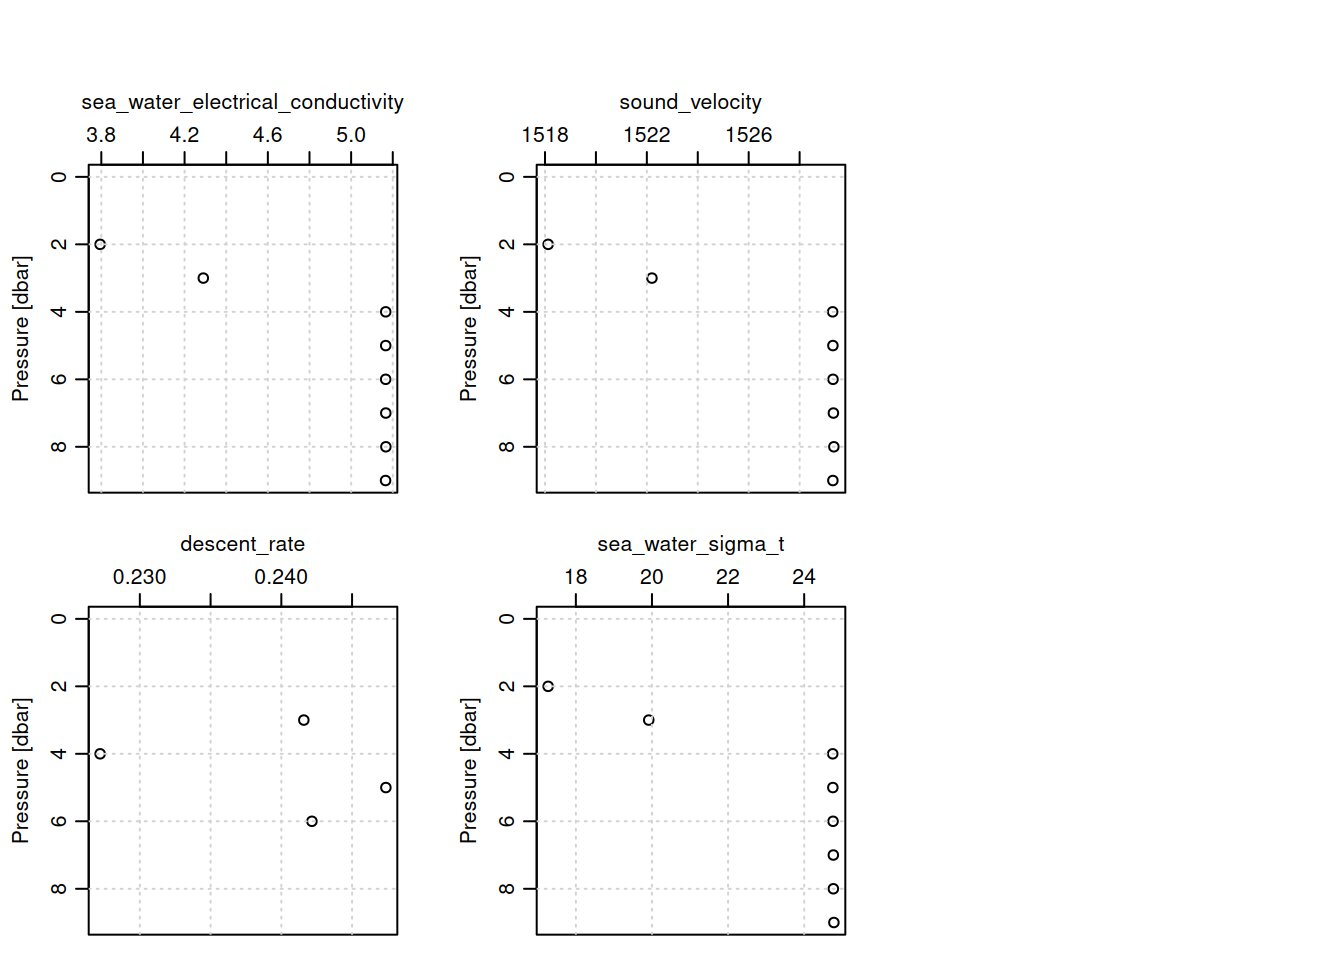 sea_water_electrical_conductivity
3.8 4.2 4.6 5.0
0
2
4
6
8
Pressure [dbar]
sound_velocity
1518 1522 1526
0
2
4
6
8
Pressure [dbar]
descent_rate
0.230 0.240
0
2
4
6
8
Pressure [dbar]
sea_water_sigma_t
18 20 22 24
0
2
4
6
8
Pressure [dbar]